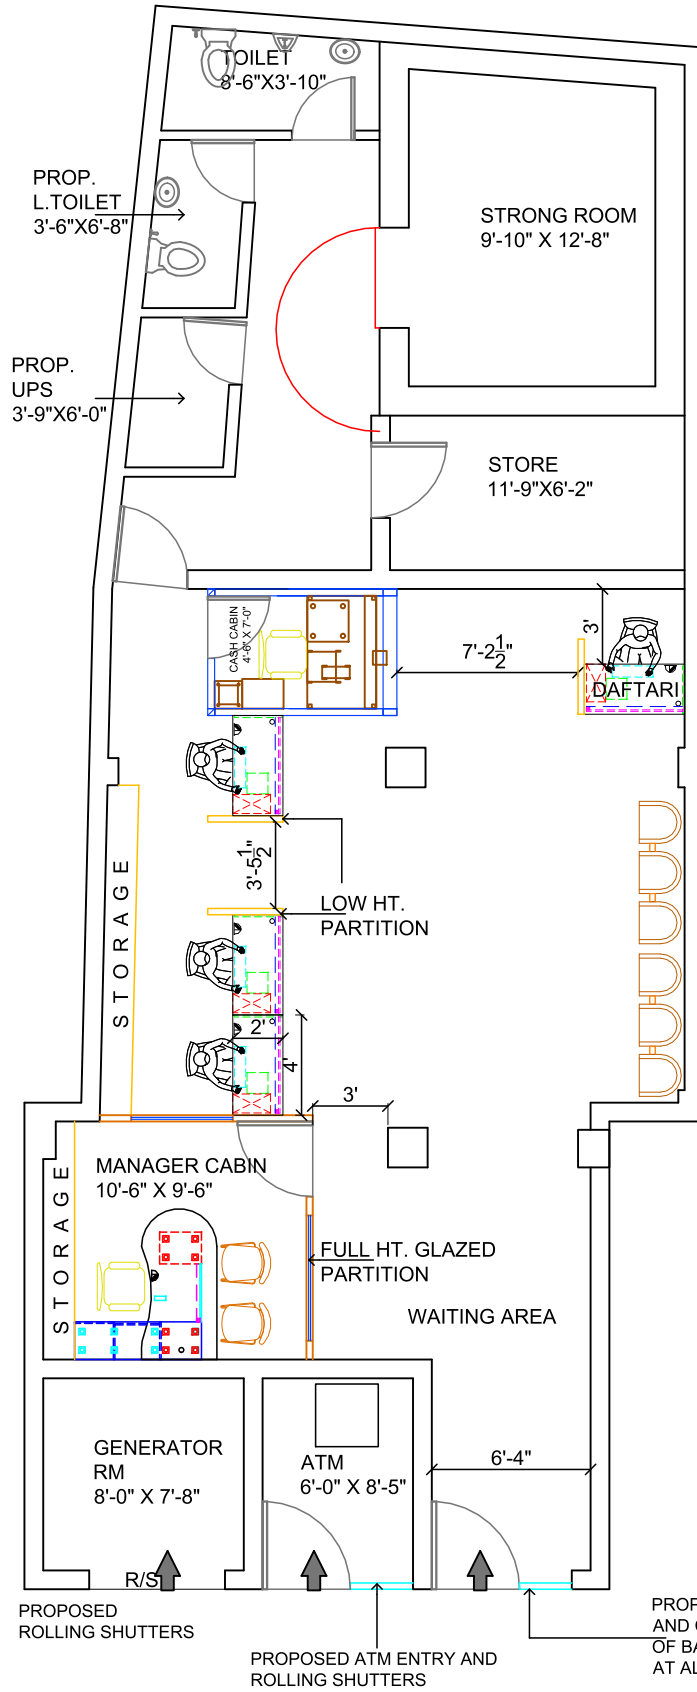 TOILET
8'-6"X3'-10"
PROP.
L.TOILET
3'-6"X6'-8"
STRONG ROOM
9'-10" X 12'-8"
PROP.
UPS
3'-9"X6'-0"
STORE
11'-9"X6'-2"
CASH CABIN
4'-6" X 7'-0"
7'-2 1/2"
3'
DAFTARI
3'-5 1/2"
STORAGE
LOW HT.
PARTITION
2'
4'
3'
MANAGER CABIN
10'-6" X 9'-6"
STORAGE
FULL HT. GLAZED
PARTITION
WAITING AREA
GENERATOR
RM
8'-0" X 7'-8"
ATM
6'-0" X 8'-5"
6'-4"
R/S
PROPOSED
ROLLING SHUTTERS
PROPOSED ATM ENTRY AND
ROLLING SHUTTERS
AND
OF
AT